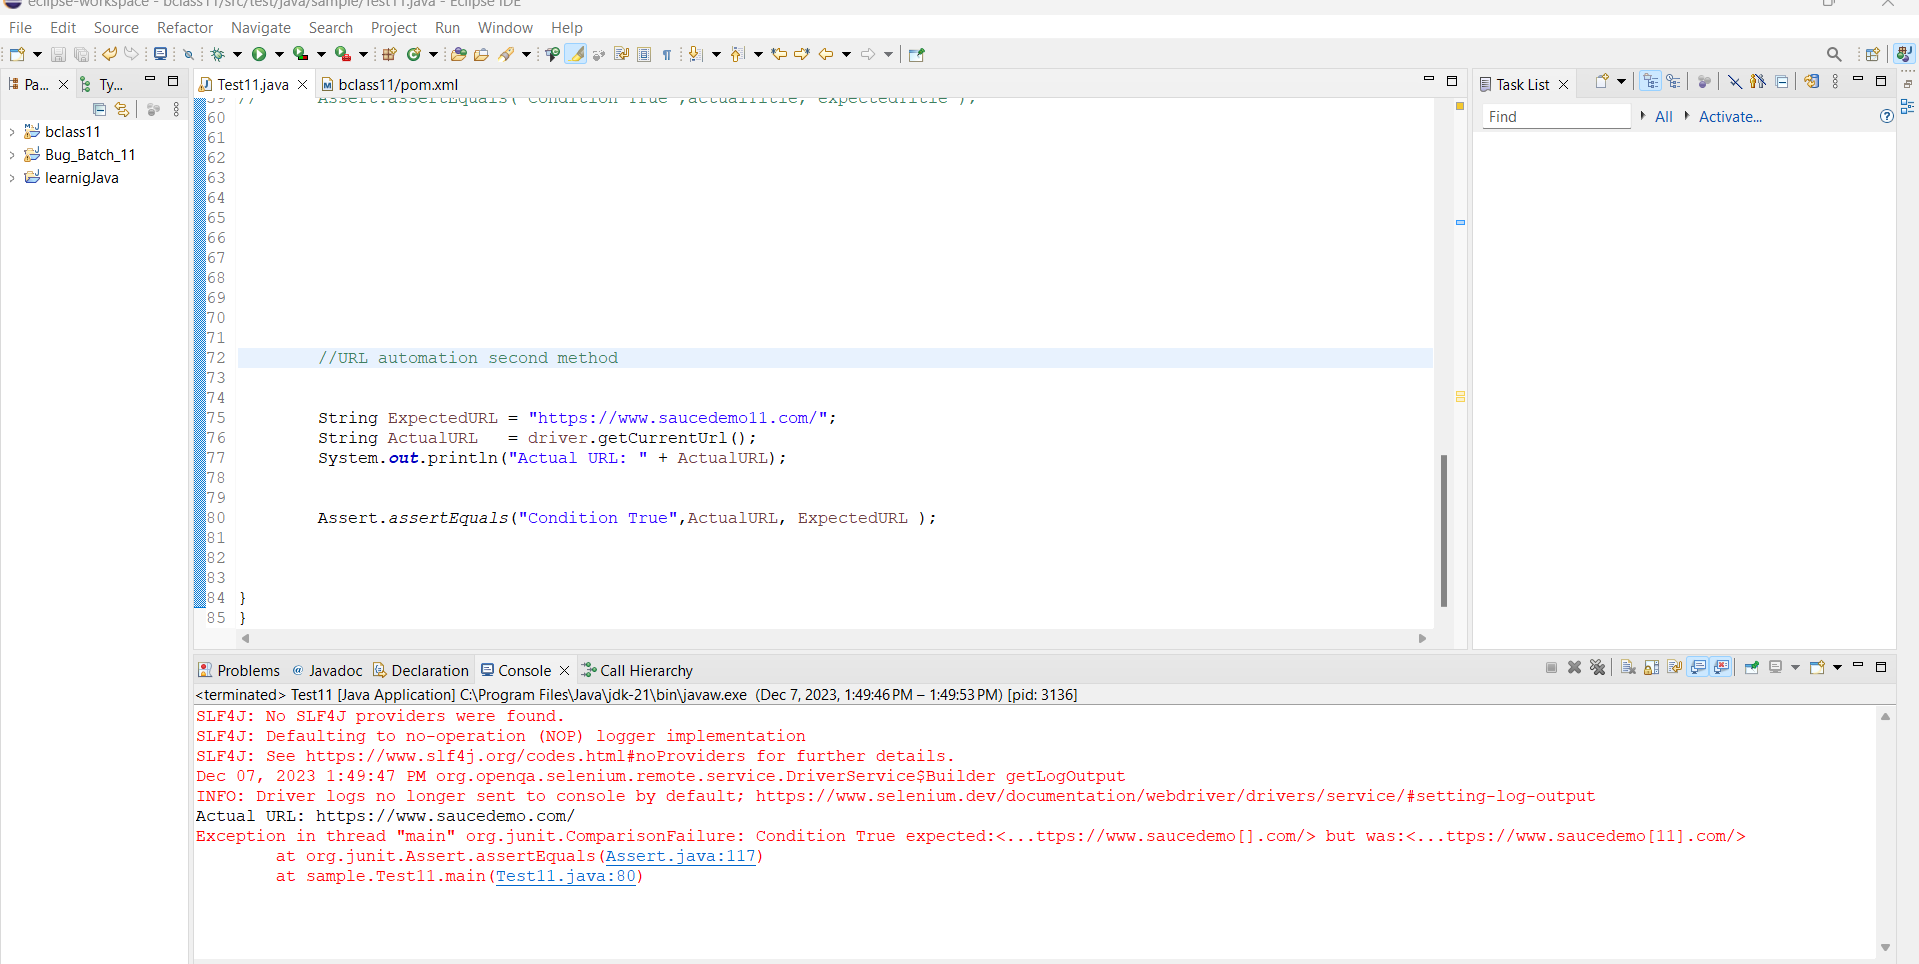 eclipse-workspace - bclass11/src/test/java/sample/Test11.java - Eclipse IDE
File Edit Source Refactor Navigate Search Project Run Window Help
Pa... Ty... Test11.java bclass11/pom.xml Task List
Find All Activate...
bclass11
Bug_Batch_11
learnigJava
59 // Assert.assertEquals("Condition True",actualTitle, expectedTitle );
60
61
62
63
64
65
66
67
68
69
70
71
72 //URL automation second method
73
74
75 String ExpectedURL = "https://www.saucedemo11.com/";
76 String ActualURL = driver.getCurrentUrl();
77 System.out.println("Actual URL: " + ActualURL);
78
79
80 Assert.assertEquals("Condition True",ActualURL, ExpectedURL );
81
82
83
84 }
85 }
Problems Javadoc Declaration Console Call Hierarchy
<terminated> Test11 [Java Application] C:\Program Files\Java\jdk-21\bin\javaw.exe (Dec 7, 2023, 1:49:46 PM – 1:49:53 PM) [pid: 3136]
SLF4J: No SLF4J providers were found.
SLF4J: Defaulting to no-operation (NOP) logger implementation
SLF4J: See https://www.slf4j.org/codes.html#noProviders for further details.
Dec 07, 2023 1:49:47 PM org.openqa.selenium.remote.service.DriverService$Builder getLogOutput
INFO: Driver logs no longer sent to console by default; https://www.selenium.dev/documentation/webdriver/drivers/service/#setting-log-output
Actual URL: https://www.saucedemo.com/
Exception in thread "main" org.junit.ComparisonFailure: Condition True expected:<...ttps://www.saucedemo[].com/> but was:<...ttps://www.saucedemo[11].com/>
at org.junit.Assert.assertEquals(Assert.java:117)
at sample.Test11.main(Test11.java:80)